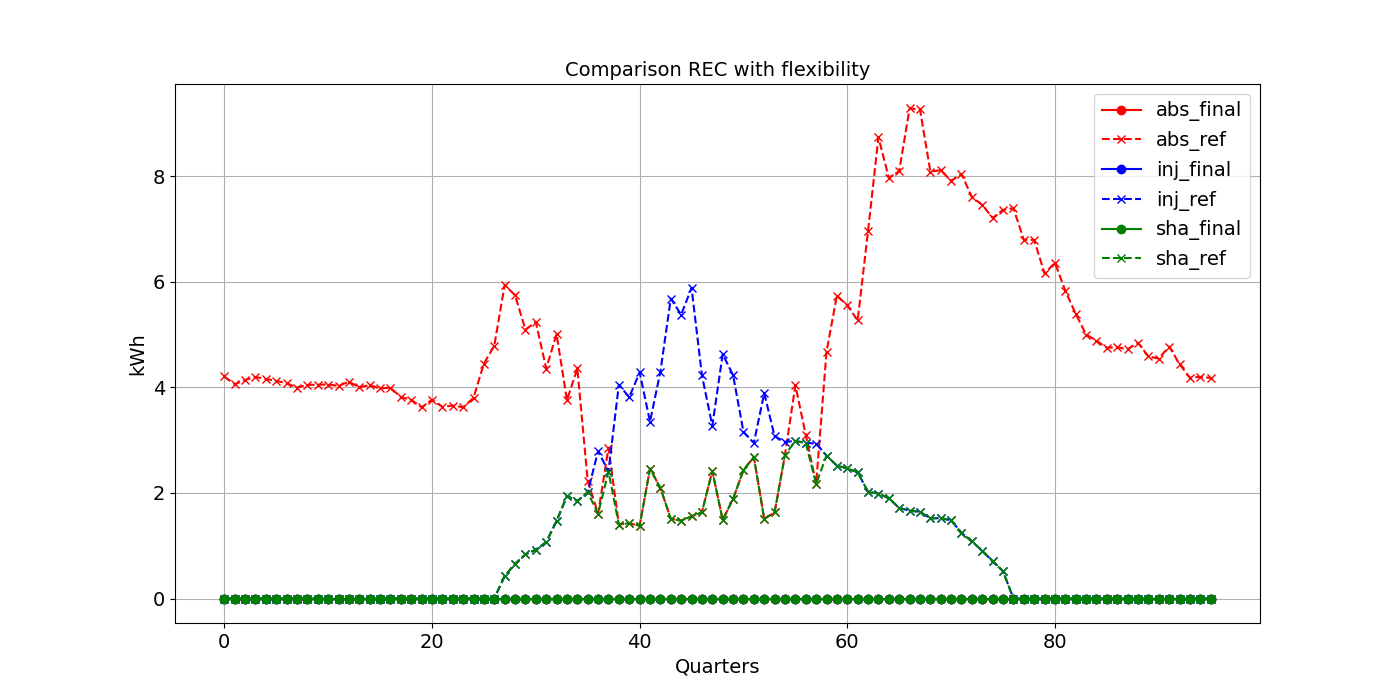 Comparison REC with flexibility
kWh
8
6
4
2
0
0 20 40 60 80
Quarters
abs_final
abs_ref
inj_final
inj_ref
sha_final
sha_ref